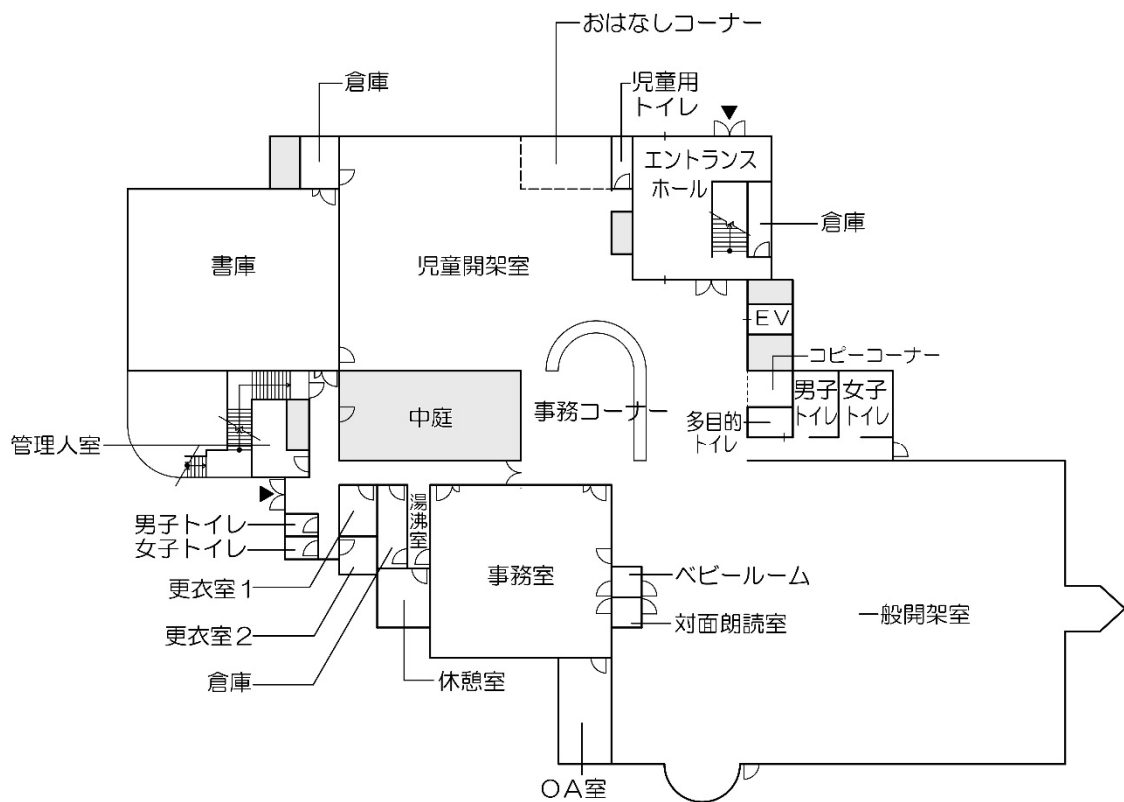 おはなしコーナー
倉庫
児童用
トイレ
エントランス
ホール
倉庫
書庫
児童開架室
EV
コピーコーナー
中庭
事務コーナー
男子
トイレ
女子
トイレ
多目的
トイレ
管理人室
湯沸室
男子トイレ
女子トイレ
事務室
ベビールーム
更衣室1
対面朗読室
一般開架室
更衣室2
倉庫
休憩室
OA室